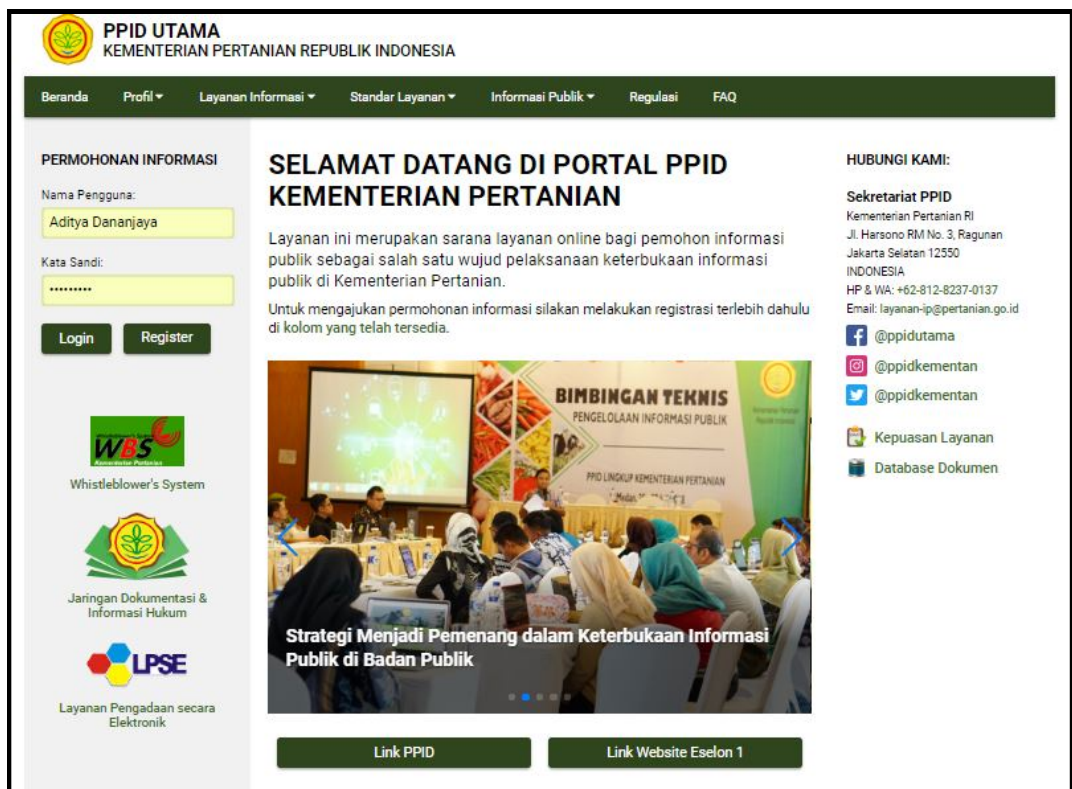 PPID UTAMA
KEMENTERIAN PERTANIAN REPUBLIK INDONESIA
Beranda Profil Layanan Informasi Standar Layanan Informasi Publik Regulasi FAQ
PERMOHONAN INFORMASI
Nama Pengguna:
Aditya Dananjaya
Kata Sandi:
•••••••••
Login Register
WBS
Kementerian Pertanian
Whistleblower's System
Jaringan Dokumentasi &
Informasi Hukum
LPSE
Layanan Pengadaan secara
Elektronik
SELAMAT DATANG DI PORTAL PPID
KEMENTERIAN PERTANIAN
Layanan ini merupakan sarana layanan online bagi pemohon informasi
publik sebagai salah satu wujud pelaksanaan keterbukaan informasi
publik di Kementerian Pertanian.
Untuk mengajukan permohonan informasi silakan melakukan registrasi terlebih dahulu
di kolom yang telah tersedia.
BIMBINGAN TEKNIS
PENGELOLAAN INFORMASI PUBLIK
PPID LINGKUP KEMENTERIAN PERTANIAN
Medan,
Strategi Menjadi Pemenang dalam Keterbukaan Informasi
Publik di Badan Publik
Link PPID Link Website Eselon 1
HUBUNGI KAMI:
Sekretariat PPID
Kementerian Pertanian RI
Jl. Harsono RM No. 3, Ragunan
Jakarta Selatan 12550
INDONESIA
HP & WA: +62-812-8237-0137
Email: layanan-ip@pertanian.go.id
@ppidutama
@ppidkementan
@ppidkementan
Kepuasan Layanan
Database Dokumen